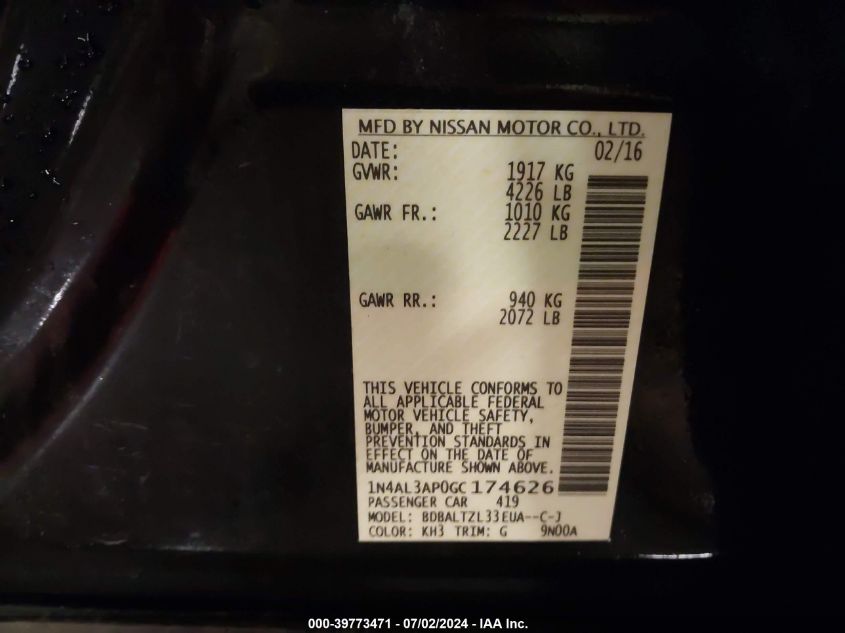 MFD BY NISSAN MOTOR CO., LTD.
DATE: 02/16
GVWR: 1917 KG
4226 LB
GAWR FR.: 1010 KG
2227 LB
GAWR RR.: 940 KG
2072 LB
THIS VEHICLE CONFORMS TO
ALL APPLICABLE FEDERAL
MOTOR VEHICLE SAFETY,
BUMPER, AND THEFT
PREVENTION STANDARDS IN
EFFECT ON THE DATE OF
MANUFACTURE SHOWN ABOVE.
1N4AL3AP0GC174626
PASSENGER CAR 419
MODEL: BDBALTZL33EUA--C-J
COLOR: KH3 TRIM: G 9N00A
000-39773471 - 07/02/2024 - IAA Inc.